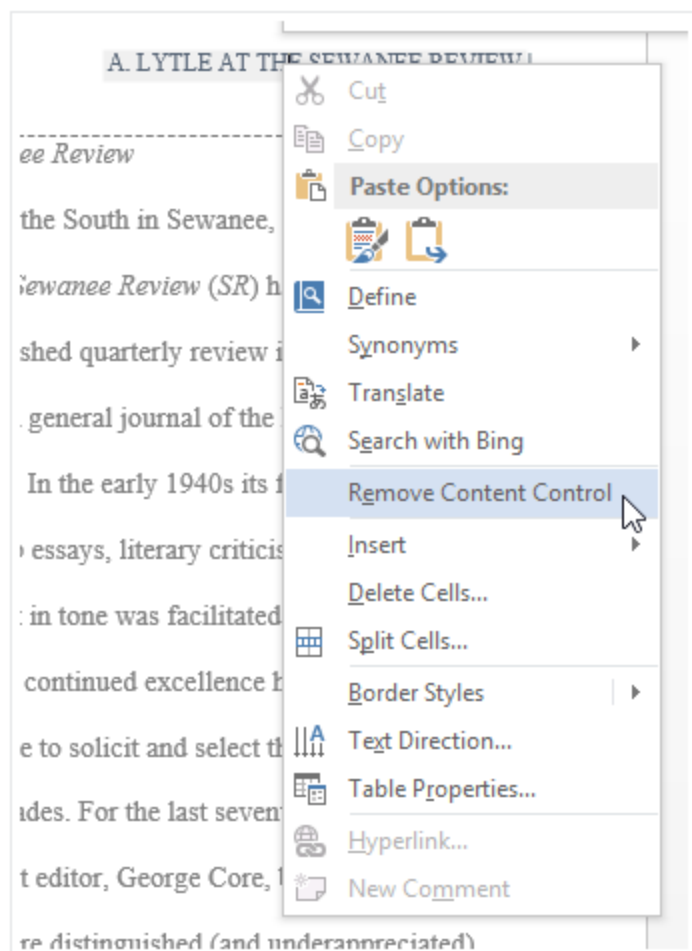 A. LYTLE AT THE SEWANEE REVIEW
Cut
Copy
ee Review
Paste Options:
the South in Sewanee,
Sewanee Review (SR) h
Define
shed quarterly review i
Synonyms
Translate
general journal of the
Search with Bing
In the early 1940s its f
Remove Content Control
essays, literary criticis
Insert
Delete Cells...
in tone was facilitated
Split Cells...
continued excellence h
Border Styles
e to solicit and select th
Text Direction...
Table Properties...
ades. For the last seven
Hyperlink...
t editor, George Core,
New Comment
re distinguished (and underappreciated)